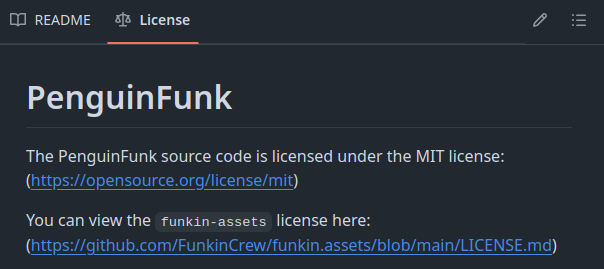 README License
PenguinFunk
The PenguinFunk source code is licensed under the MIT license:
(https://opensource.org/license/mit)
You can view the funkin-assets license here:
(https://github.com/FunkinCrew/funkin.assets/blob/main/LICENSE.md)